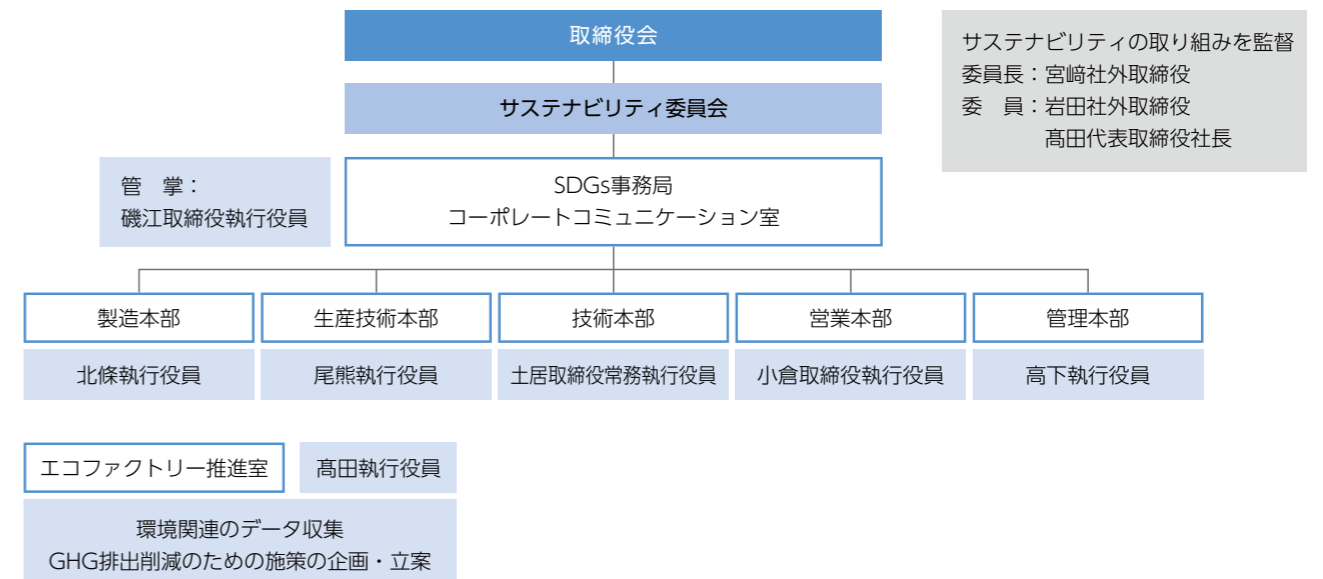 取締役会
サステナビリティ委員会
サステナビリティの取り組みを監督
委員長：宮﨑社外取締役
委　員：岩田社外取締役
髙田代表取締役社長
管　掌：
磯江取締役執行役員
SDGs事務局
コーポレートコミュニケーション室
製造本部
生産技術本部
技術本部
営業本部
管理本部
北條執行役員
尾熊執行役員
土居取締役常務執行役員
小倉取締役執行役員
高下執行役員
エコファクトリー推進室
髙田執行役員
環境関連のデータ収集
GHG排出削減のための施策の企画・立案